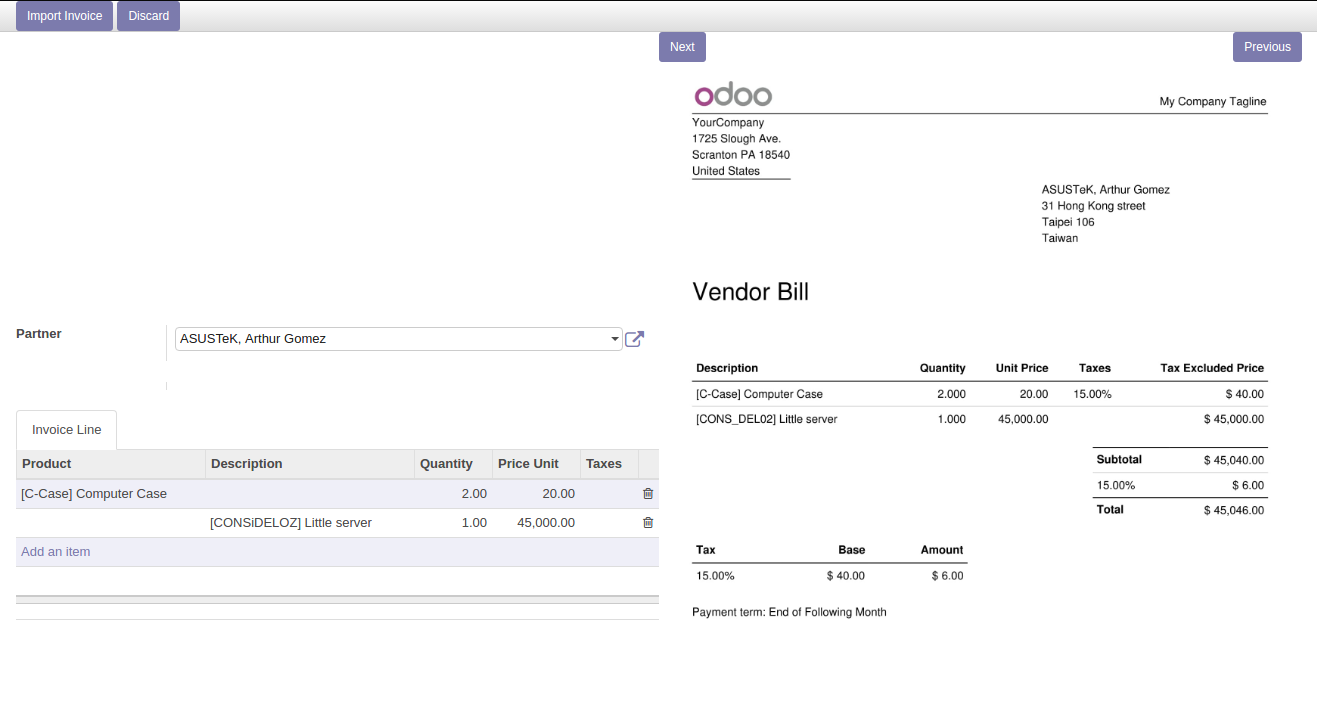 Import Invoice Discard
Next Previous
odoo
My Company Tagline
YourCompany
1725 Slough Ave.
Scranton PA 18540
United States
ASUSTeK, Arthur Gomez
31 Hong Kong street
Taipei 106
Taiwan
Vendor Bill
Partner ASUSTeK, Arthur Gomez
Invoice Line
Product Description Quantity Price Unit Taxes
[C-Case] Computer Case 2.00 20.00
[CONSiDELOZ] Little server 1.00 45,000.00
Add an item
Description Quantity Unit Price Taxes Tax Excluded Price
[C-Case] Computer Case 2.000 20.00 15.00% $ 40.00
[CONS_DEL02] Little server 1.000 45,000.00 $ 45,000.00
Subtotal $ 45,040.00
15.00% $ 6.00
Total $ 45,046.00
Tax Base Amount
15.00% $ 40.00 $ 6.00
Payment term: End of Following Month